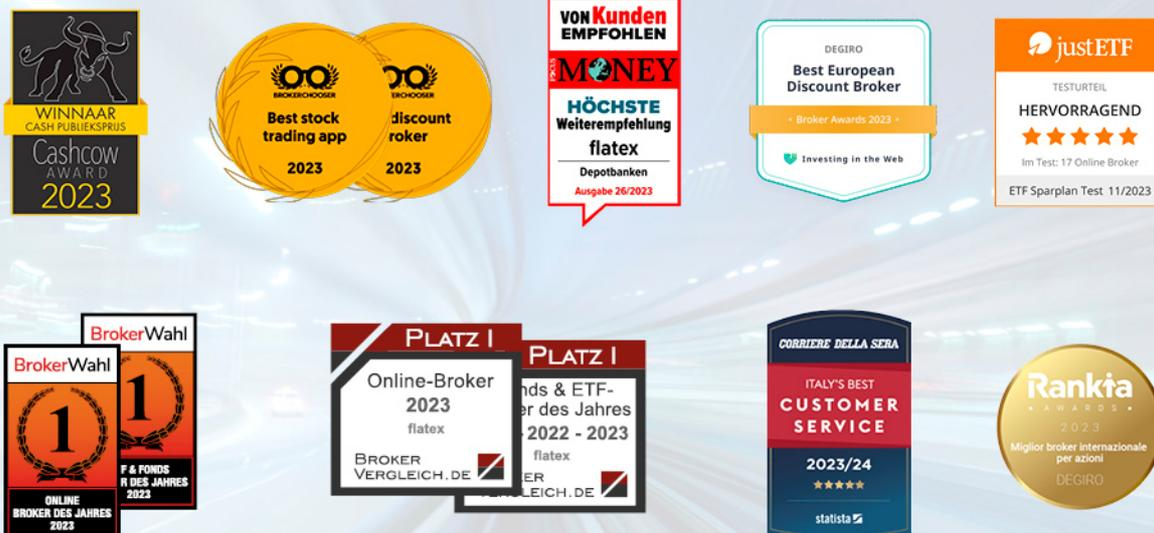 WINNAAR
CASH PUBLIEKSPRIJS
Cashcow
AWARD
2023
BROKERCHOOSER
Best stock
trading app
2023
discount
2023
VON Kunden
EMPFOHLEN
FOCUS MONEY
HÖCHSTE
Weiterempfehlung
flatex
Depotbanken
Ausgabe 26/2023
DEGIRO
Best European
Discount Broker
• Broker Awards 2023 •
Investing in the Web
justETF
TESTURTEIL
HERVORRAGEND
Im Test: 17 Online Broker
ETF Sparplan Test 11/2023
BrokerWahl
1
ONLINE
BROKER DES JAHRES
2023
BrokerWahl
1
F & FONDS
R DES JAHRES
2023
PLATZ I
Online-Broker
2023
flatex
BROKER
VERGLEICH.DE
PLATZ I
nds & ETF-
er des Jahres
2022 - 2023
flatex
CORRIERE DELLA SERA
ITALY'S BEST
CUSTOMER
SERVICE
2023/24
statista
Rankia
• AWARDS •
2023
Miglior broker internazionale
per azioni
DEGIRO